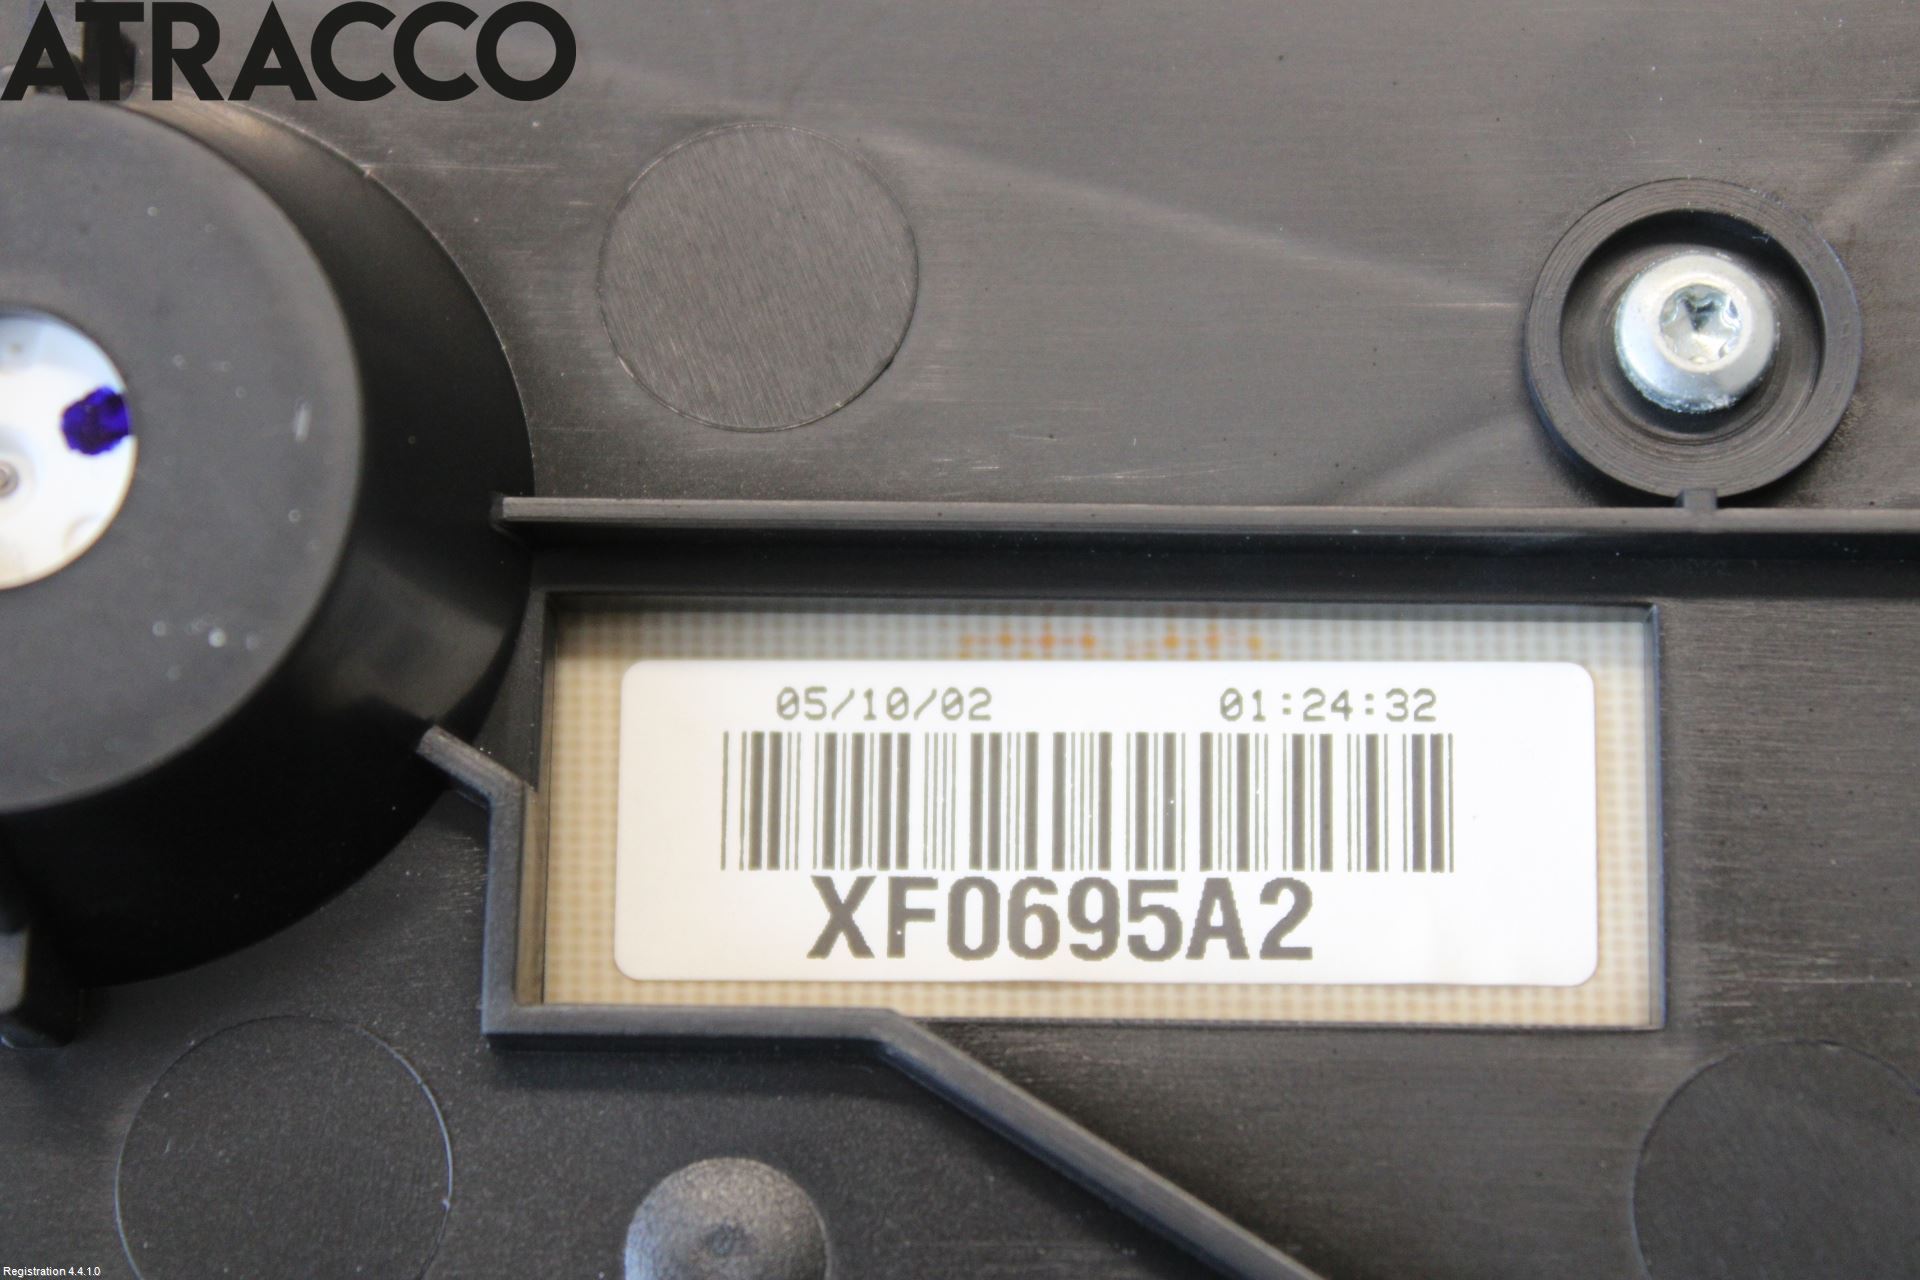 ATRACCO
05/10/02 01:24:32
XF0695A2
Registration 4.4.1.0